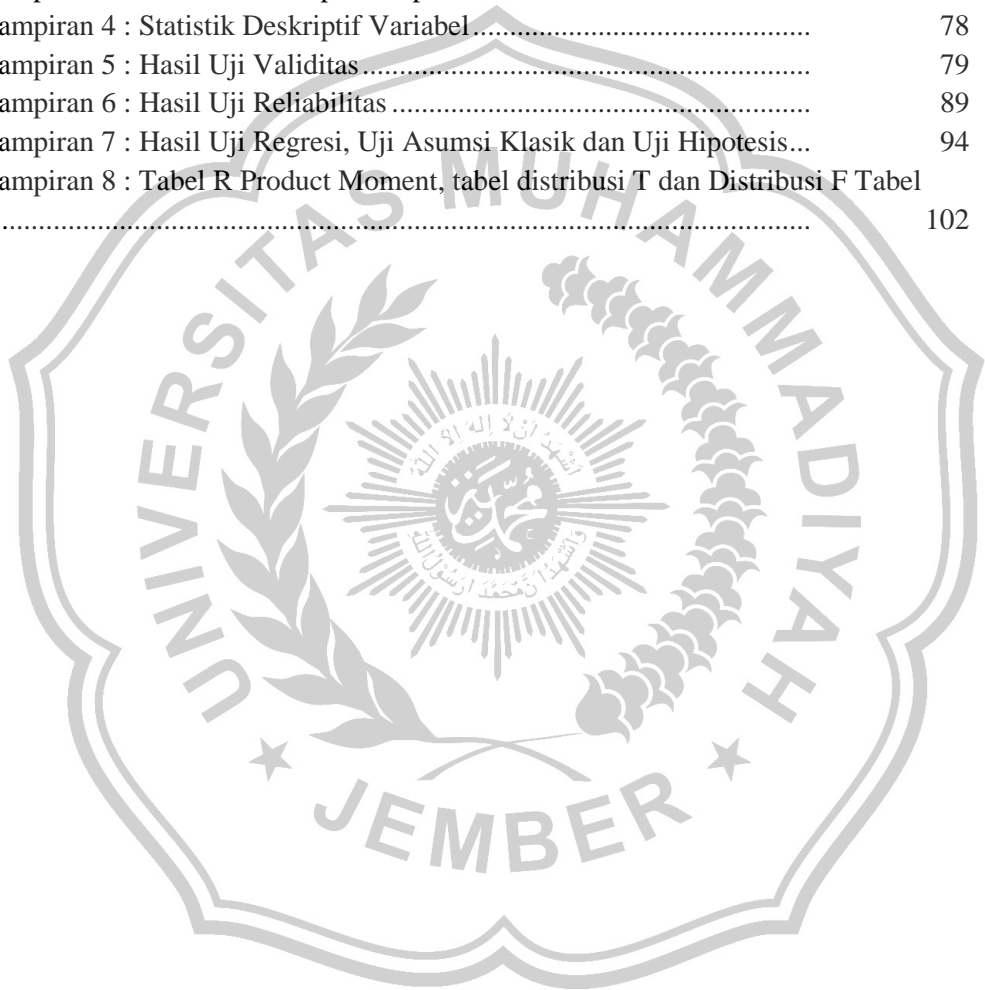 ampiran 4 : Statistik Deskriptif Variabel............................................. 78
ampiran 5 : Hasil Uji Validitas............................................................ 79
ampiran 6 : Hasil Uji Reliabilitas ........................................................ 89
ampiran 7 : Hasil Uji Regresi, Uji Asumsi Klasik dan Uji Hipotesis... 94
ampiran 8 : Tabel R Product Moment, tabel distribusi T dan Distribusi F Tabel
............................................................................................................. 102
UNIVERSITAS MUHAMMADIYAH
JEMBER